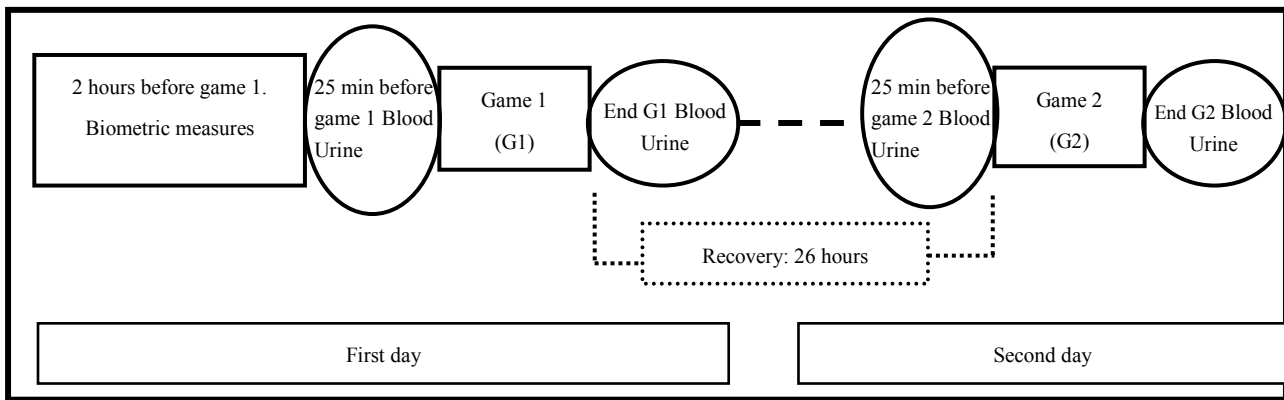 2 hours before game 1.
Biometric measures
25 min before
game 1 Blood
Urine
Game 1
(G1)
End G1 Blood
Urine
25 min before
game 2 Blood
Urine
Game 2
(G2)
End G2 Blood
Urine
Recovery: 26 hours
First day
Second day